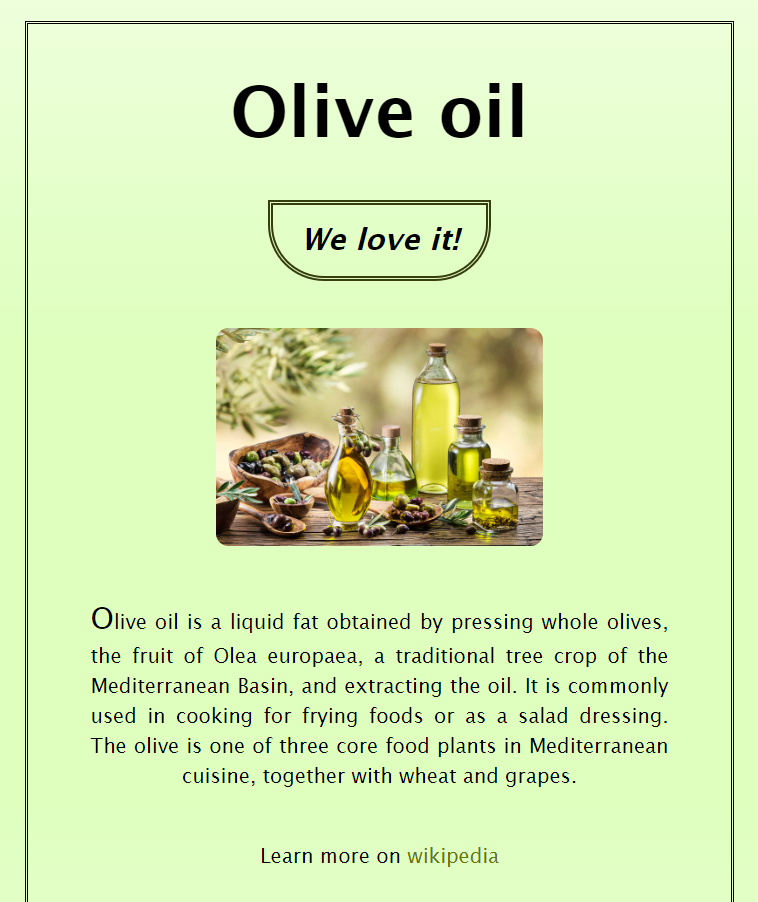 Olive oil
We love it!
Olive oil is a liquid fat obtained by pressing whole olives,
the fruit of Olea europaea, a traditional tree crop of the
Mediterranean Basin, and extracting the oil. It is commonly
used in cooking for frying foods or as a salad dressing.
The olive is one of three core food plants in Mediterranean
cuisine, together with wheat and grapes.
Learn more on wikipedia